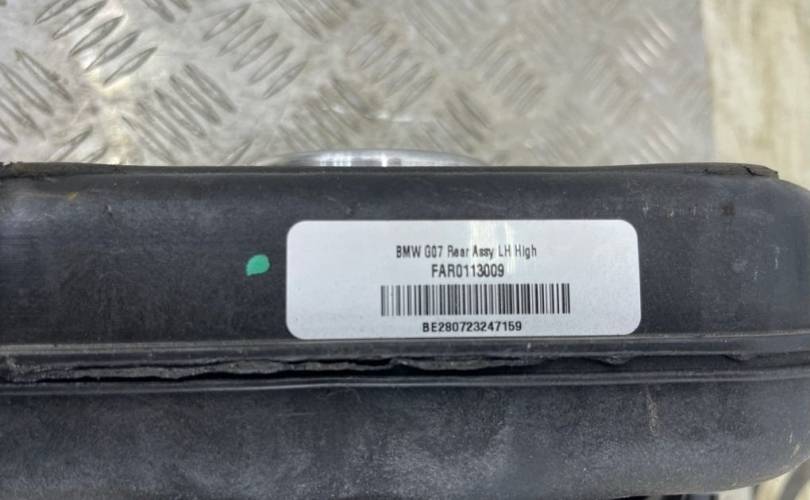 BMW G07 Rear Assy LH High
FAR0113009
BE280723247159